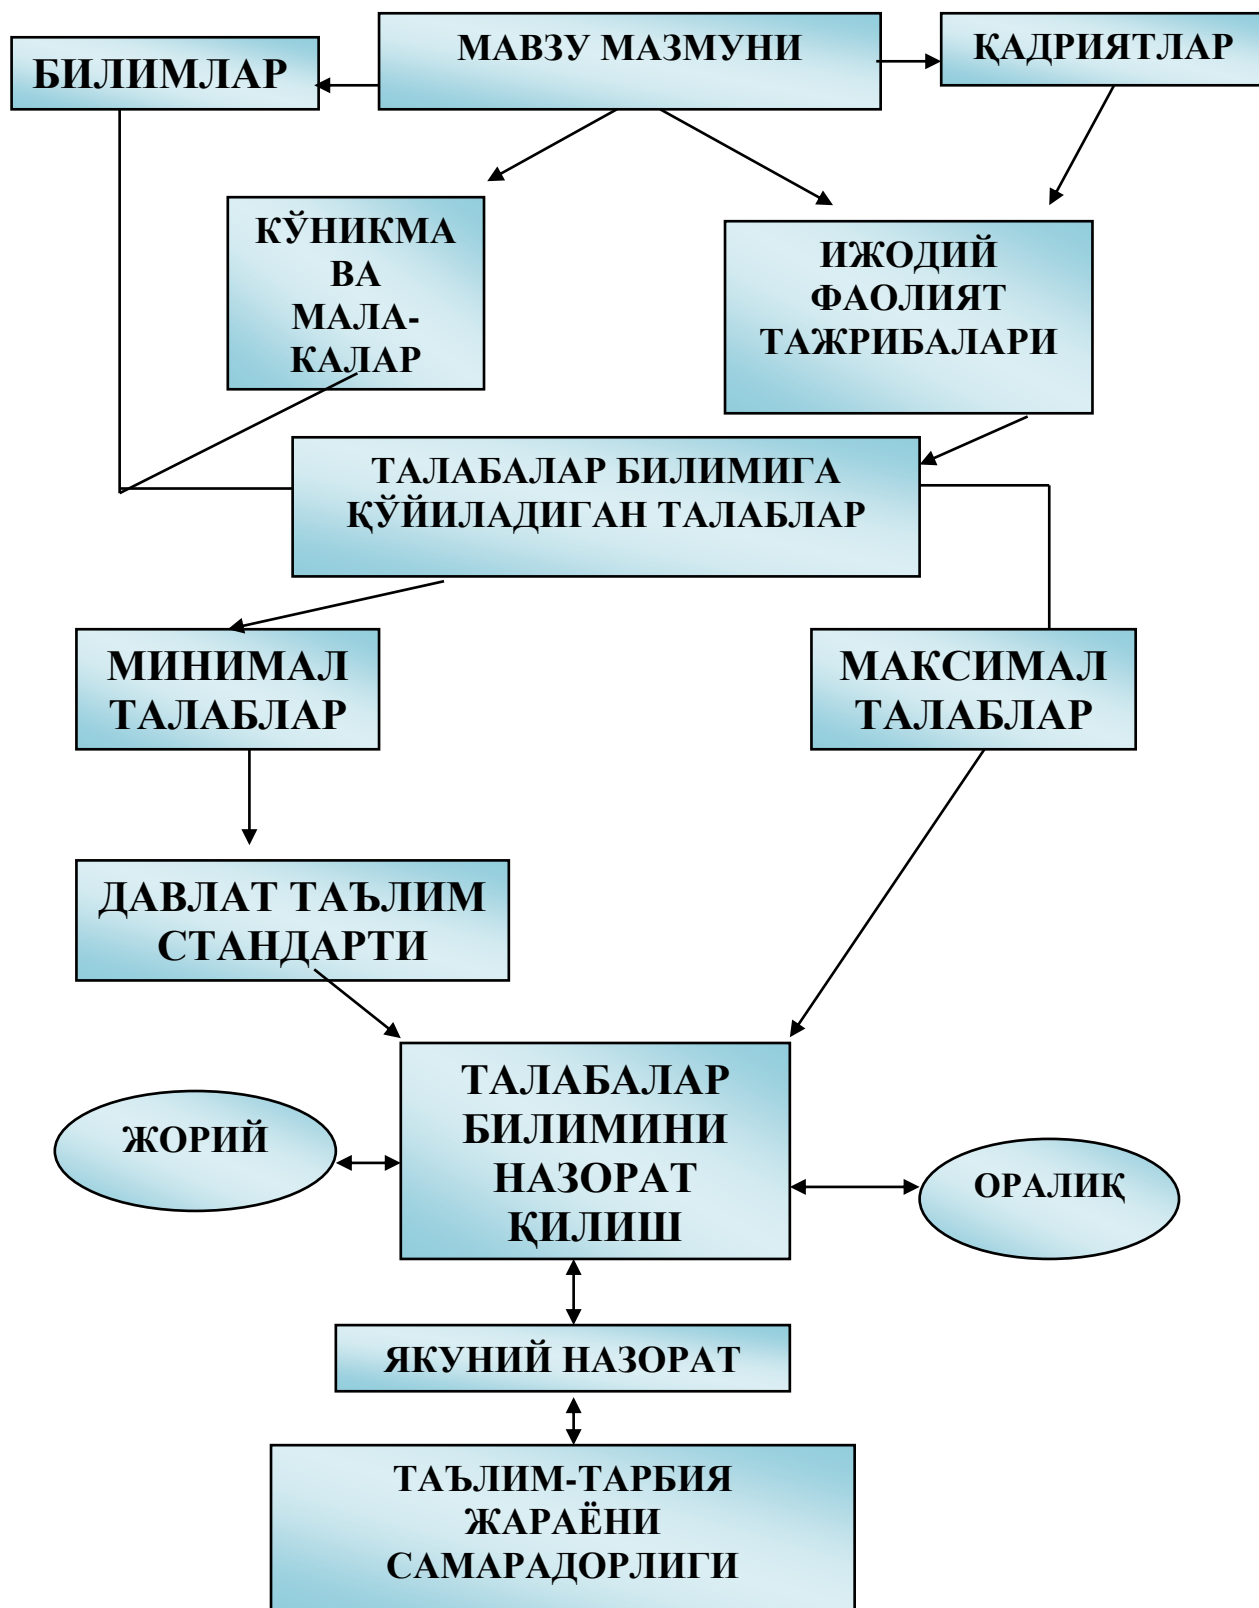 БИЛИМЛАР
МАВЗУ МАЗМУНИ
ҚАДРИЯТЛАР
КЎНИКМА
ВА
МАЛА-
КАЛАР
ИЖОДИЙ
ФАОЛИЯТ
ТАЖРИБАЛАРИ
ТАЛАБАЛАР БИЛИМИГА
ҚЎЙИЛАДИГАН ТАЛАБЛАР
МИНИМАЛ
ТАЛАБЛАР
МАКСИМАЛ
ТАЛАБЛАР
ДАВЛАТ ТАЪЛИМ
СТАНДАРТИ
ТАЛАБАЛАР
БИЛИМИНИ
НАЗОРАТ
ҚИЛИШ
ЖОРИЙ
ОРАЛИҚ
ЯКУНИЙ НАЗОРАТ
ТАЪЛИМ-ТАРБИЯ
ЖАРАЁНИ
САМАРАДОРЛИГИ